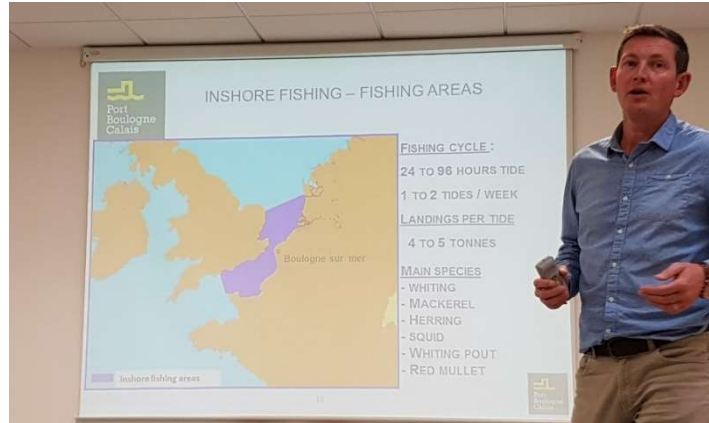 Port
Boulogne
Calais
INSHORE FISHING – FISHING AREAS
Boulogne sur mer
Inshore fishing areas
FISHING CYCLE :
24 TO 96 HOURS TIDE
1 TO 2 TIDES / WEEK
LANDINGS PER TIDE
4 TO 5 TONNES
MAIN SPECIES
- WHITING
- MACKEREL
- HERRING
- SQUID
- WHITING POUT
- RED MULLET
Port
Boulogne
Calais